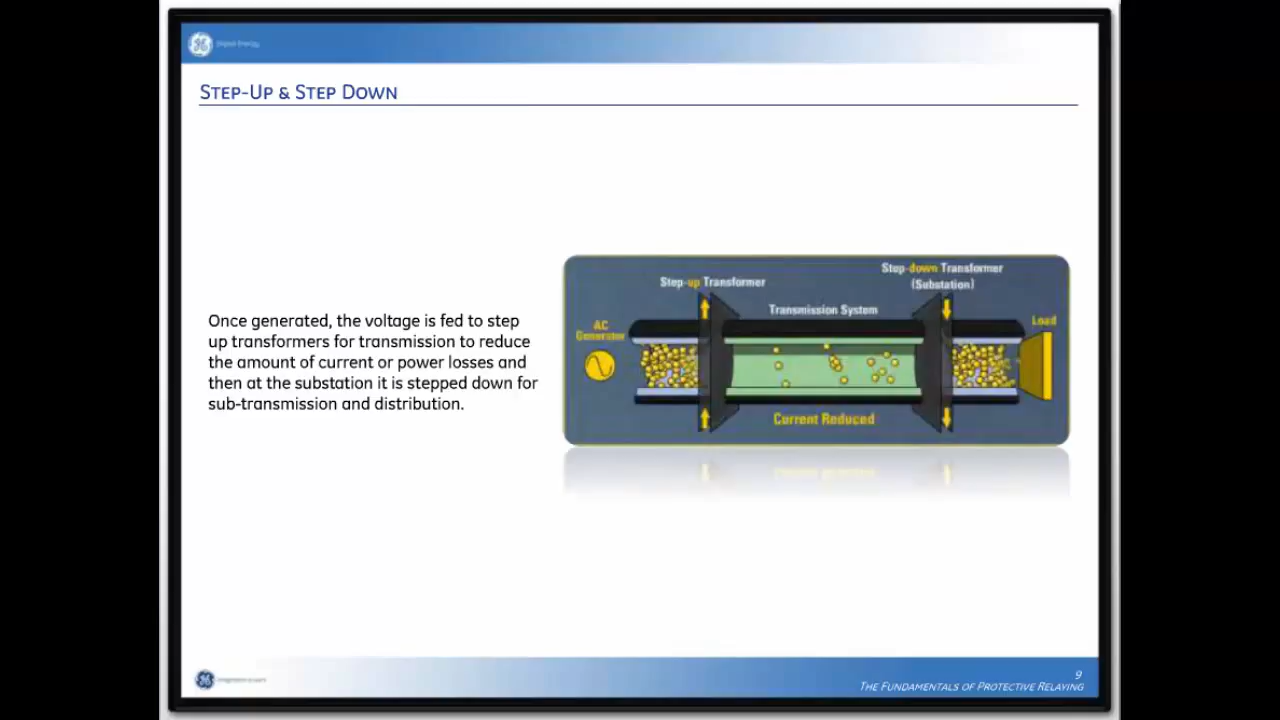 Digital Energy
STEP-UP & STEP DOWN
Once generated, the voltage is fed to step
up transformers for transmission to reduce
the amount of current or power losses and
then at the substation it is stepped down for
sub-transmission and distribution.
Step-up Transformer
Step-down Transformer
(Substation)
Transmission System
AC
Generator
Load
Current Reduced
9
THE FUNDAMENTALS OF PROTECTIVE RELAYING